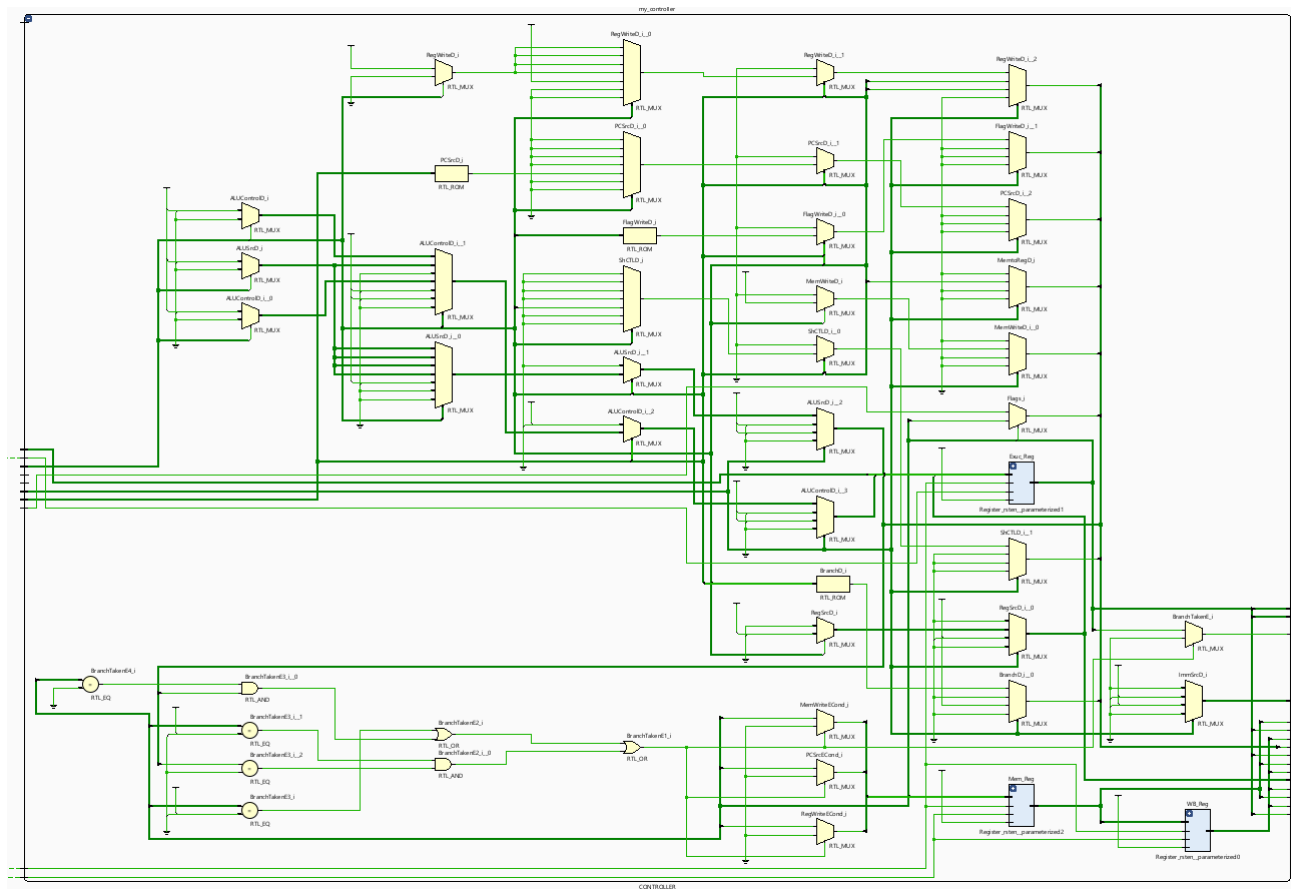 my_controller
RegWriteD_i__0
RTL_MUX
RegWriteD_i
RTL_MUX
RegWriteD_i__1
RTL_MUX
RegWriteD_i__2
RTL_MUX
PCSrcD_i__0
RTL_MUX
FlagWriteD_i__1
RTL_MUX
PCSrcD_i
RTL_ROM
PCSrcD_i__1
RTL_MUX
PCSrcD_i__2
RTL_MUX
ALUControlD_i
RTL_MUX
FlagWriteD_i
RTL_ROM
FlagWriteD_i__0
RTL_MUX
ALUSrcD_i
RTL_MUX
ALUControlD_i__1
RTL_MUX
ShCTLD_i
RTL_MUX
MemtoRegD_i
RTL_MUX
MemWriteD_i
RTL_MUX
ALUControlD_i__0
RTL_MUX
ShCTLD_i__0
RTL_MUX
MemWriteD_i__0
RTL_MUX
ALUSrcD_i__0
RTL_MUX
ALUSrcD_i__1
RTL_MUX
ALUControlD_i__2
RTL_MUX
ALUSrcD_i__2
RTL_MUX
Flags_i
RTL_MUX
Exec_Reg
Register_rsten__parameterized1
ALUControlD_i__3
RTL_MUX
ShCTLD_i__1
RTL_MUX
BranchD_i
RTL_ROM
RegSrcD_i
RTL_MUX
RegSrcD_i__0
RTL_MUX
BranchTakenE_i
RTL_MUX
BranchTakenE4_i
RTL_EQ
BranchTakenE3_i__0
RTL_AND
BranchD_i__0
RTL_MUX
ImmSrcD_i
RTL_MUX
BranchTakenE3_i__1
RTL_EQ
BranchTakenE2_i
RTL_OR
BranchTakenE1_i
RTL_OR
MemWriteECond_i
RTL_MUX
BranchTakenE3_i__2
RTL_EQ
BranchTakenE2_i__0
RTL_AND
PCSrcECond_i
RTL_MUX
BranchTakenE3_i
RTL_EQ
RegWriteECond_i
RTL_MUX
Mem_Reg
Register_rsten__parameterized2
WB_Reg
Register_rsten__parameterized0
CONTROLLER